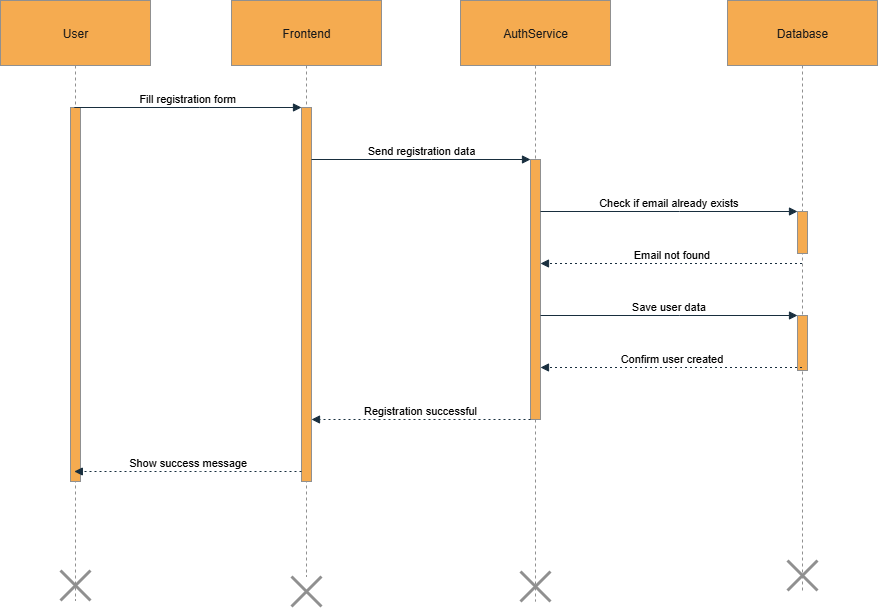 User
Frontend
AuthService
Database
Fill registration form
Send registration data
Check if email already exists
Email not found
Save user data
Confirm user created
Registration successful
Show success message